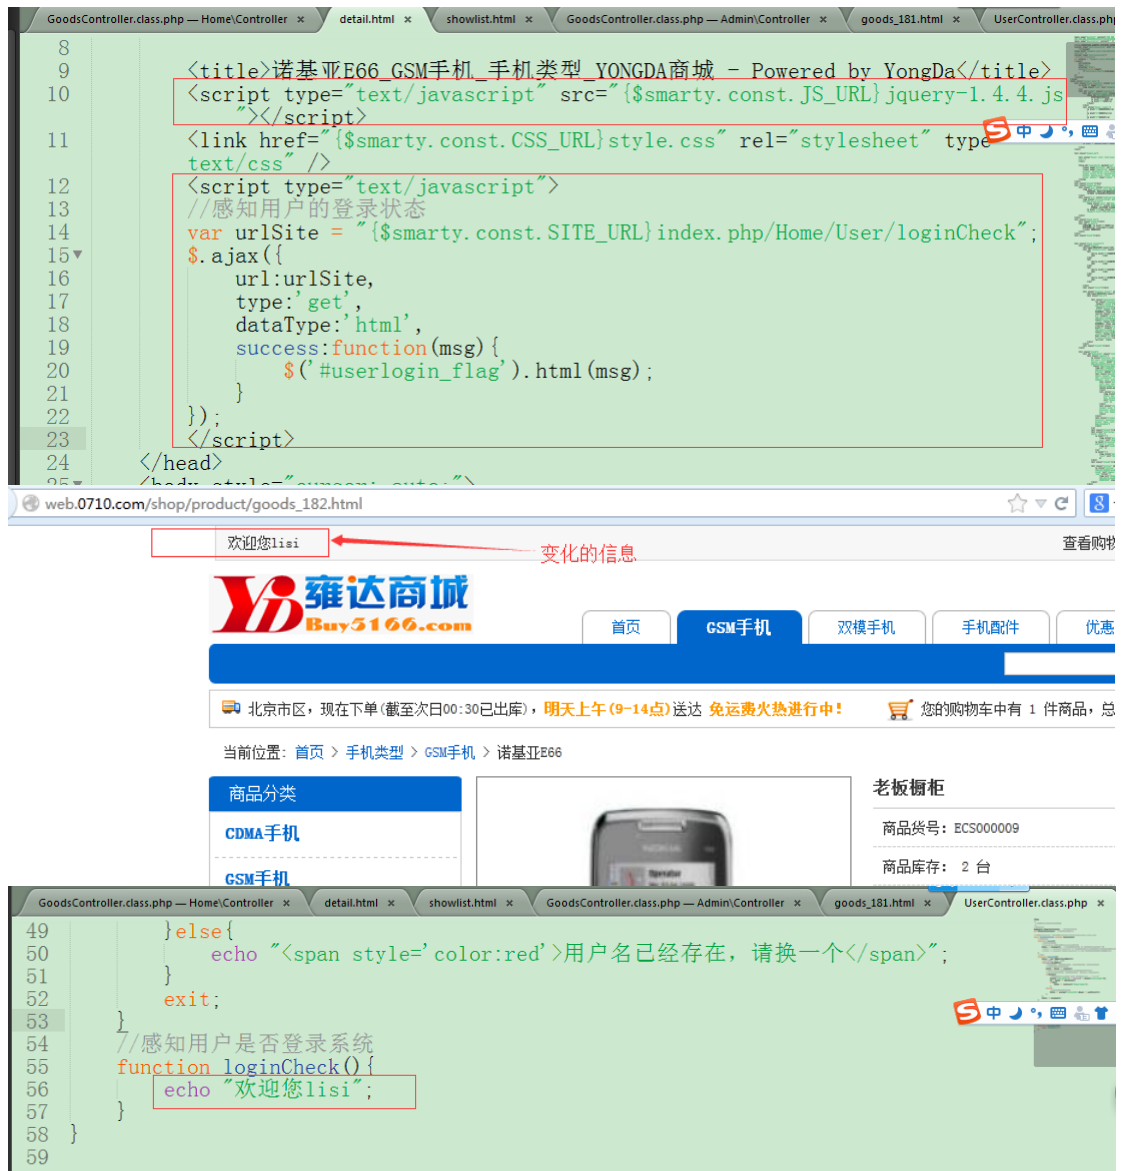 GoodsController.class.php — Home\Controller × detail.html × showlist.html × GoodsController.class.php — Admin\Controller × goods_181.html × UserController.class.php
8
9 <title>诺基亚E66_GSM手机_手机类型_YONGDA商城 - Powered by YongDa</title>
10 <script type="text/javascript" src="{$smarty.const.JS_URL}jquery-1.4.4.js
"></script>
中
11 <link href="{$smarty.const.CSS_URL}style.css" rel="stylesheet" type
text/css" />
12 <script type="text/javascript">
13 //感知用户的登录状态
14 var urlSite = "{$smarty.const.SITE_URL}index.php/Home/User/loginCheck";
15 $.ajax({
16 url:urlSite,
17 type:'get',
18 dataType:'html',
19 success:function(msg){
20 $('#userlogin_flag').html(msg);
21 }
22 });
23 </script>
24 </head>
25 <body style="cursor: auto;">
web.0710.com/shop/product/goods_182.html 8
欢迎您lisi 变化的信息 查看购物
YD 雍达商城
Buy5166.com
首页 GSM手机 双模手机 手机配件 优惠
北京市区，现在下单(截至次日00:30已出库)，明天上午(9-14点)送达 免运费火热进行中! 您的购物车中有 1 件商品，总
当前位置: 首页 > 手机类型 > GSM手机 > 诺基亚E66
商品分类 老板橱柜
CDMA手机 商品货号: ECS000009
GSM手机 商品库存: 2 台
NOKIA
Operator
GoodsController.class.php — Home\Controller × detail.html × showlist.html × GoodsController.class.php — Admin\Controller × goods_181.html × UserController.class.php ×
49 }else{
50 echo "<span style='color:red'>用户名已经存在，请换一个</span>";
51 }
52 exit;
中
53 }
54 //感知用户是否登录系统
55 function loginCheck(){
56 echo "欢迎您lisi";
57 }
58 }
59